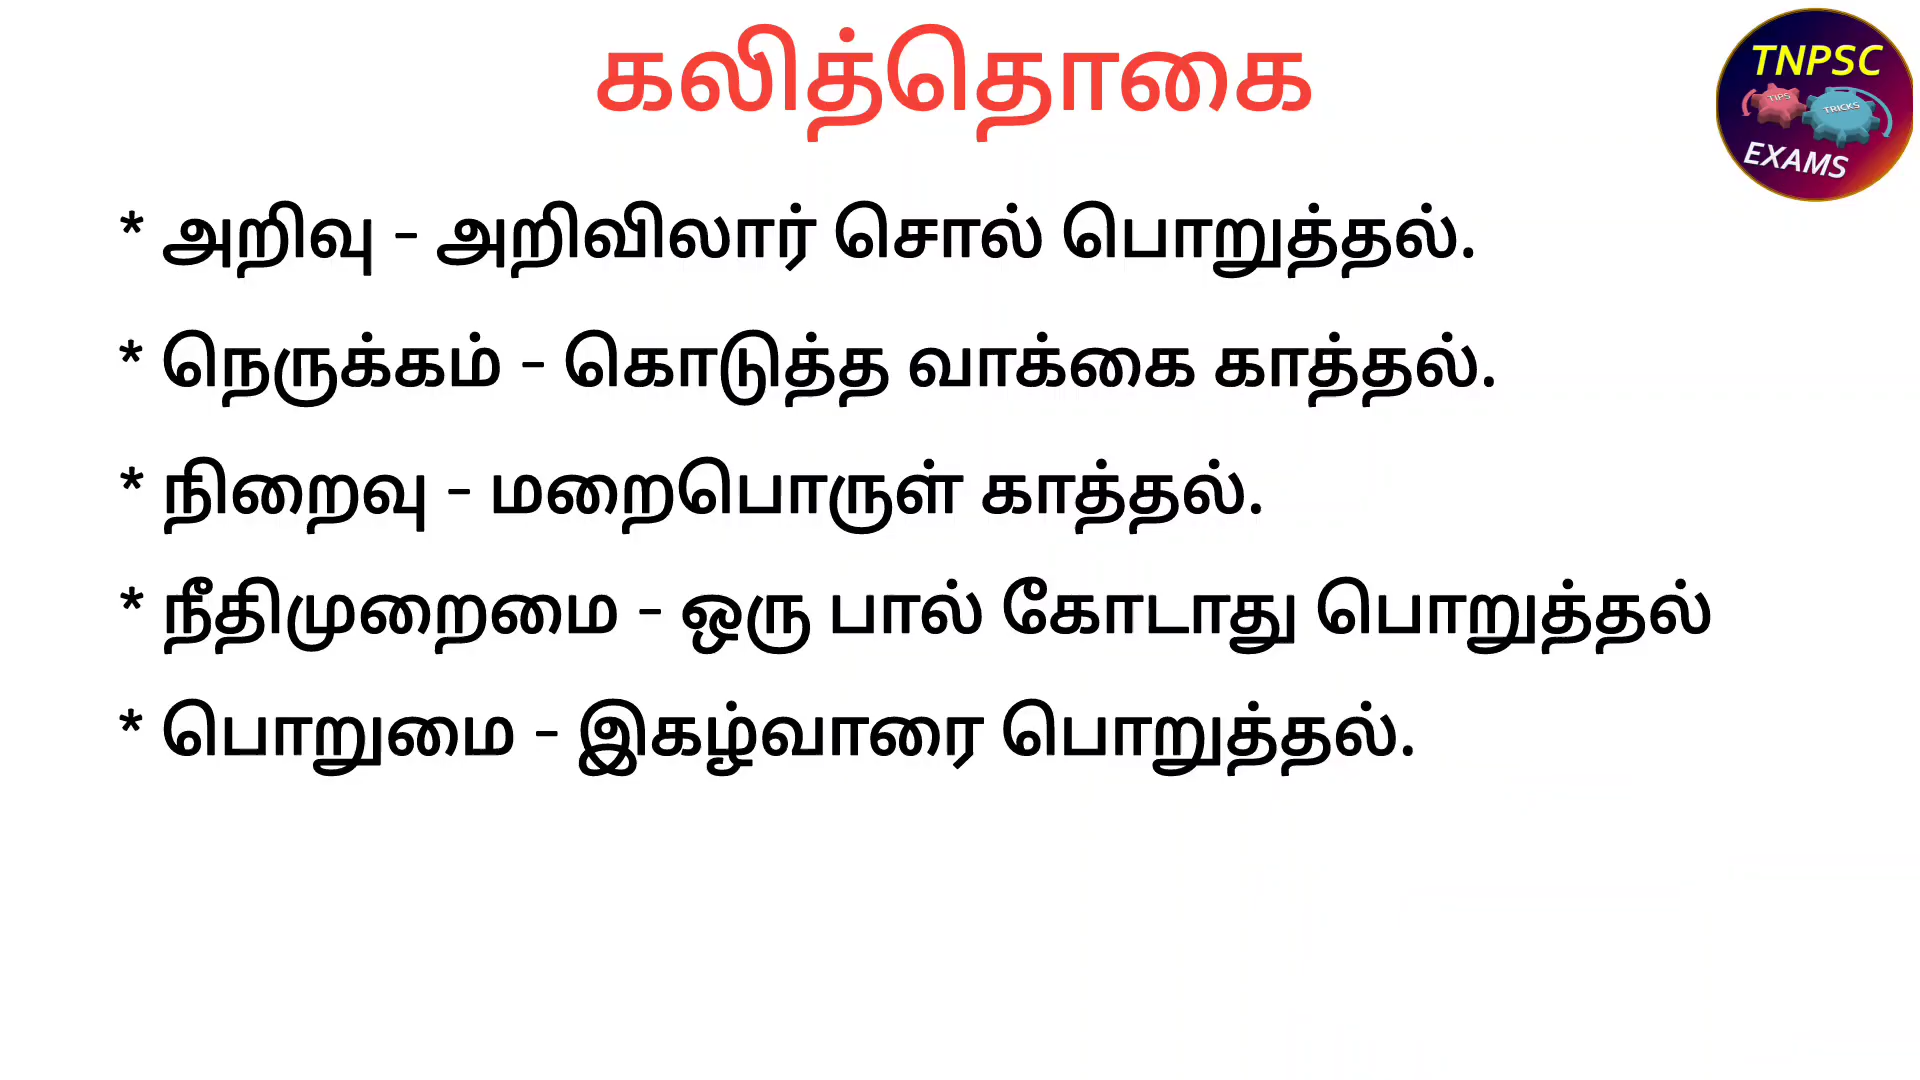 கலித்தொகை
TNPSC
TIPS
TRICKS
EXAMS
* அறிவு - அறிவிலார் சொல் பொறுத்தல்.
* நெருக்கம் - கொடுத்த வாக்கை காத்தல்.
* நிறைவு - மறைபொருள் காத்தல்.
* நீதிமுறைமை - ஒரு பால் கோடாது பொறுத்தல்
* பொறுமை - இகழ்வாரை பொறுத்தல்.